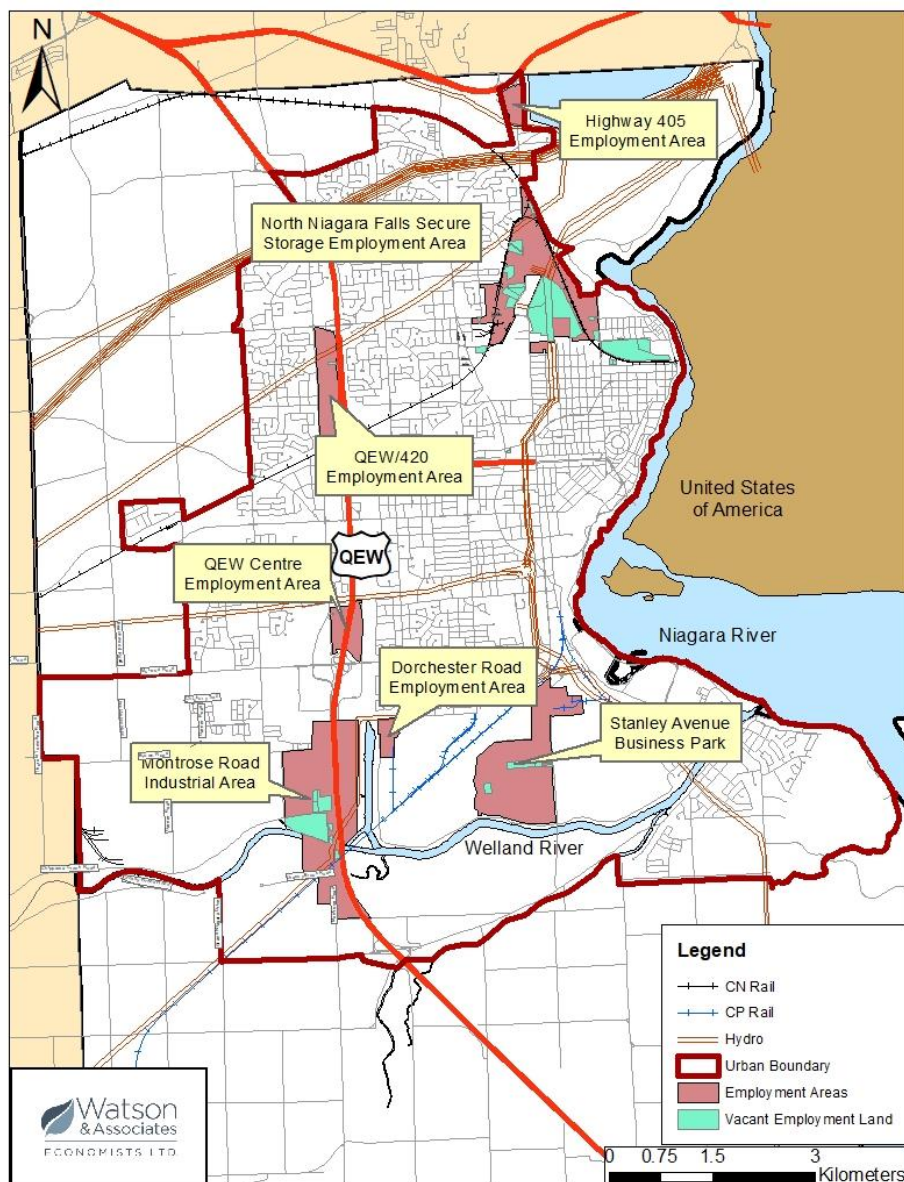 N
Highway 405
Employment Area
North Niagara Falls Secure
Storage Employment Area
QEW/420
Employment Area
United States
of America
QEW
QEW Centre
Employment Area
Niagara River
Dorchester Road
Employment Area
Stanley Avenue
Business Park
Montrose Road
Industrial Area
Welland River
Legend
CN Rail
CP Rail
Hydro
Urban Boundary
Employment Areas
Vacant Employment Land
Watson
& Associates
ECONOMISTS LTD.
0 0.75 1.5 3
Kilometers